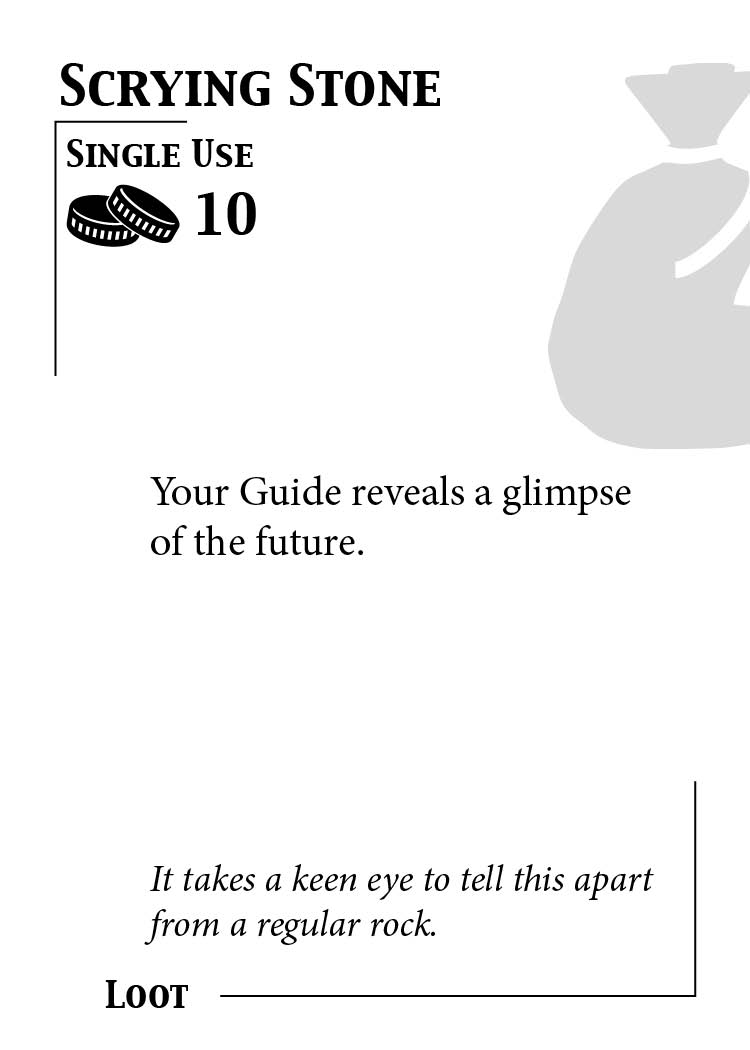 Scrying Stone
Single Use
10
Your Guide reveals a glimpse
of the future.
It takes a keen eye to tell this apart
from a regular rock.
Loot